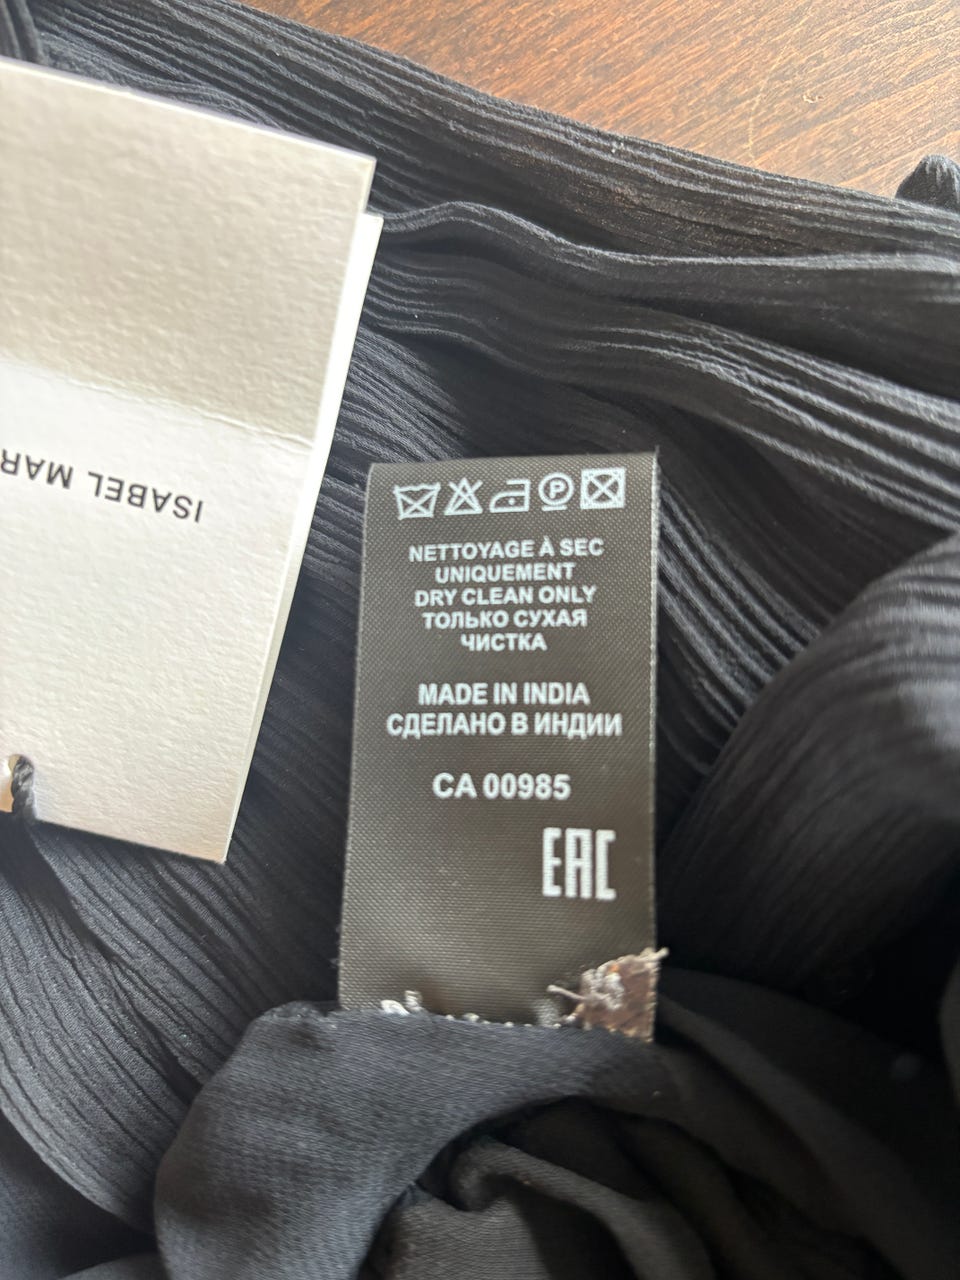 ISABEL MAR
NETTOYAGE À SEC
UNIQUEMENT
DRY CLEAN ONLY
ТОЛЬКО СУХАЯ
ЧИСТКА
MADE IN INDIA
СДЕЛАНО В ИНДИИ
CA 00985
EAC